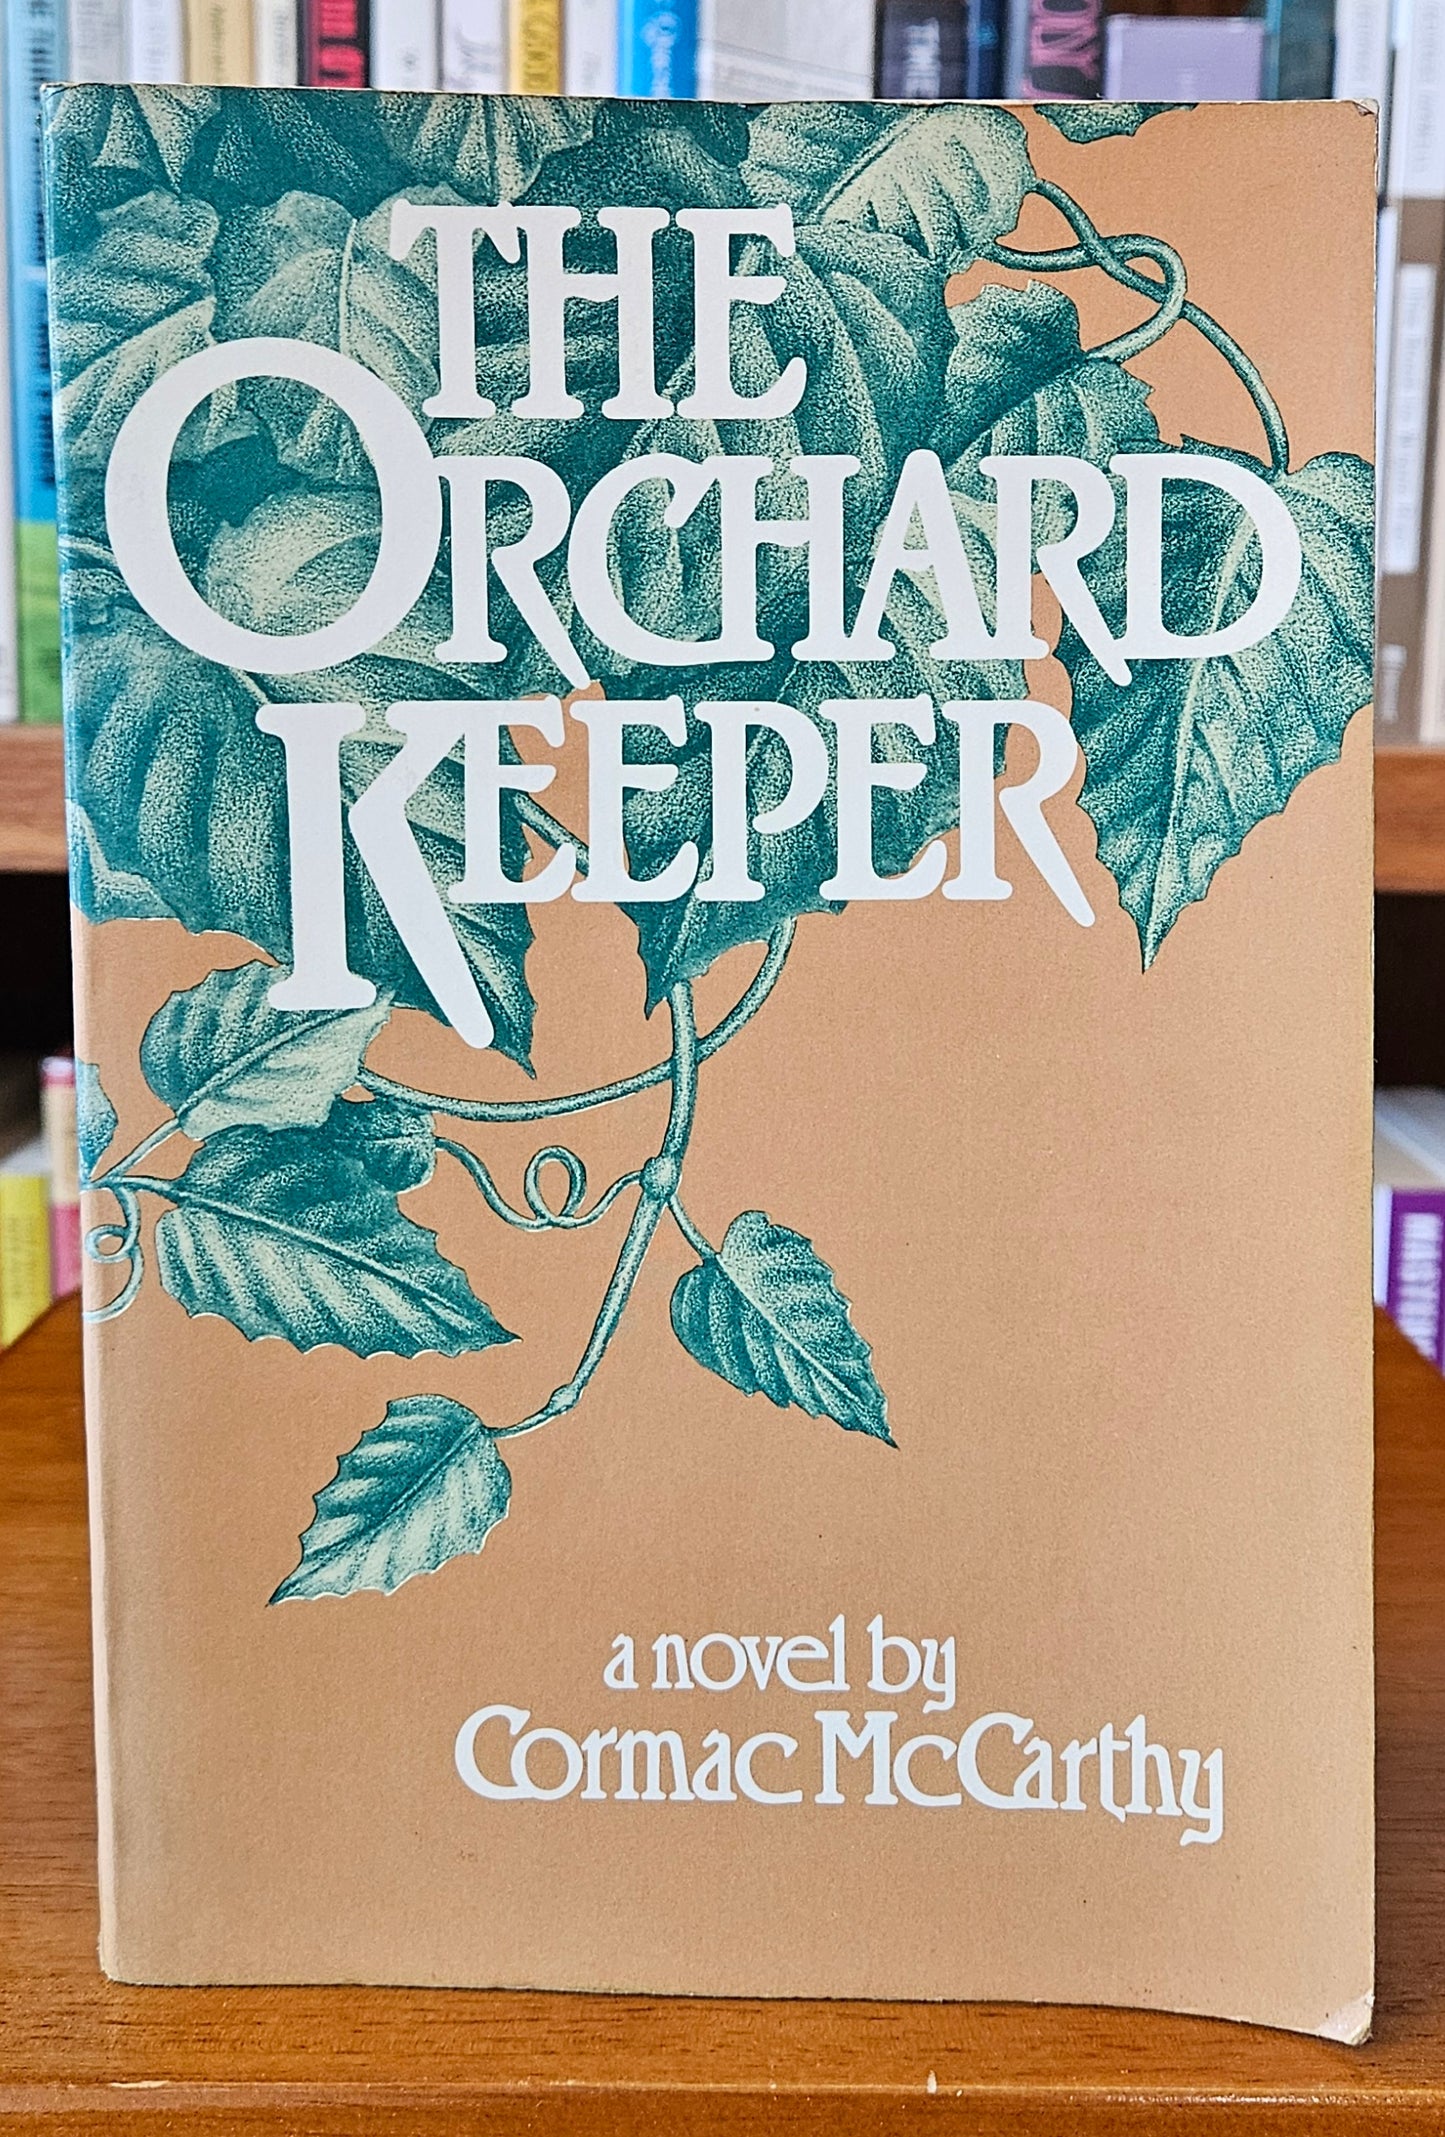 THE
ORCHARD
KEEPER
a novel by
Cormac McCarthy